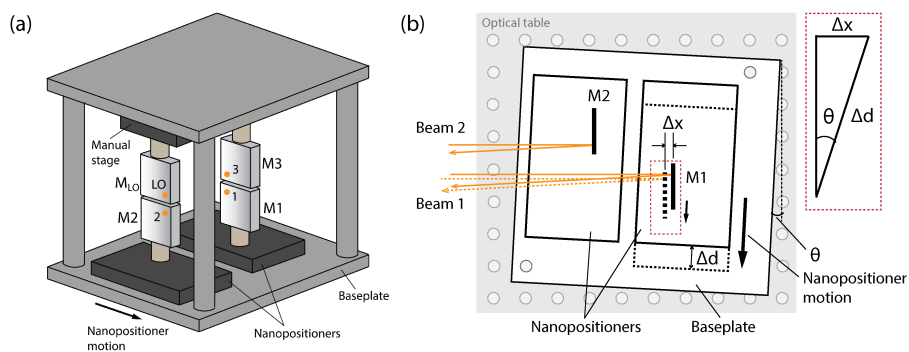 (a)
Manual
stage
3
M3
M_LO
LO
1
M1
M2
2
Baseplate
Nanopositioner
motion
Nanopositioners
(b)
Optical table
M2
Beam 2
Δx
M1
Beam 1
Δd
θ
Nanopositioner
motion
Nanopositioners
Baseplate
Δx
θ
Δd